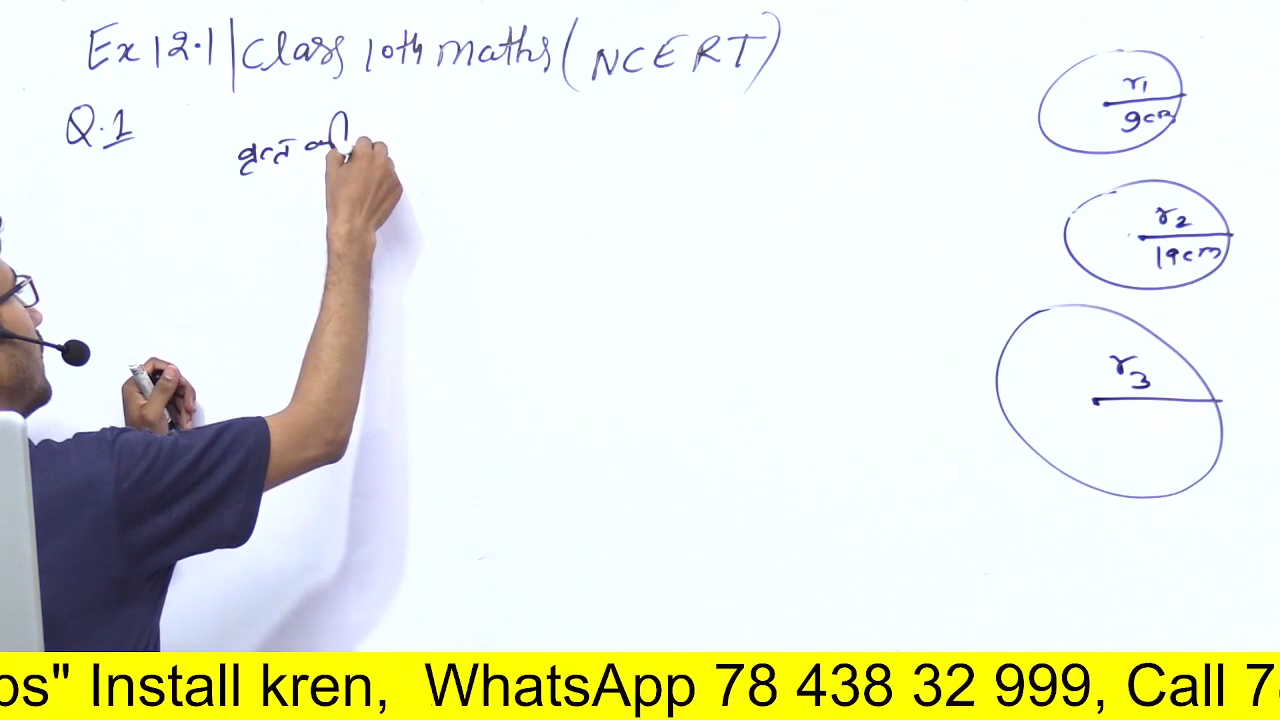 Ex 12.1 | Class 10th maths (NCERT)
Q.1
वृत्त की
r1
9cm
r2
19cm
r3
ps" Install kren, WhatsApp 78 438 32 999, Call 78